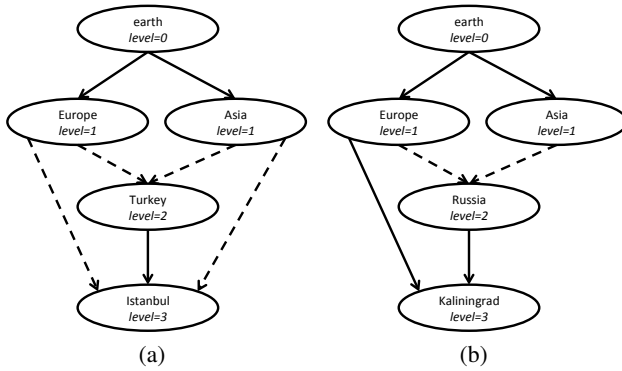 earth
level=0
Europe
level=1
Asia
level=1
Turkey
level=2
Istanbul
level=3
(a)
earth
level=0
Europe
level=1
Asia
level=1
Russia
level=2
Kaliningrad
level=3
(b)